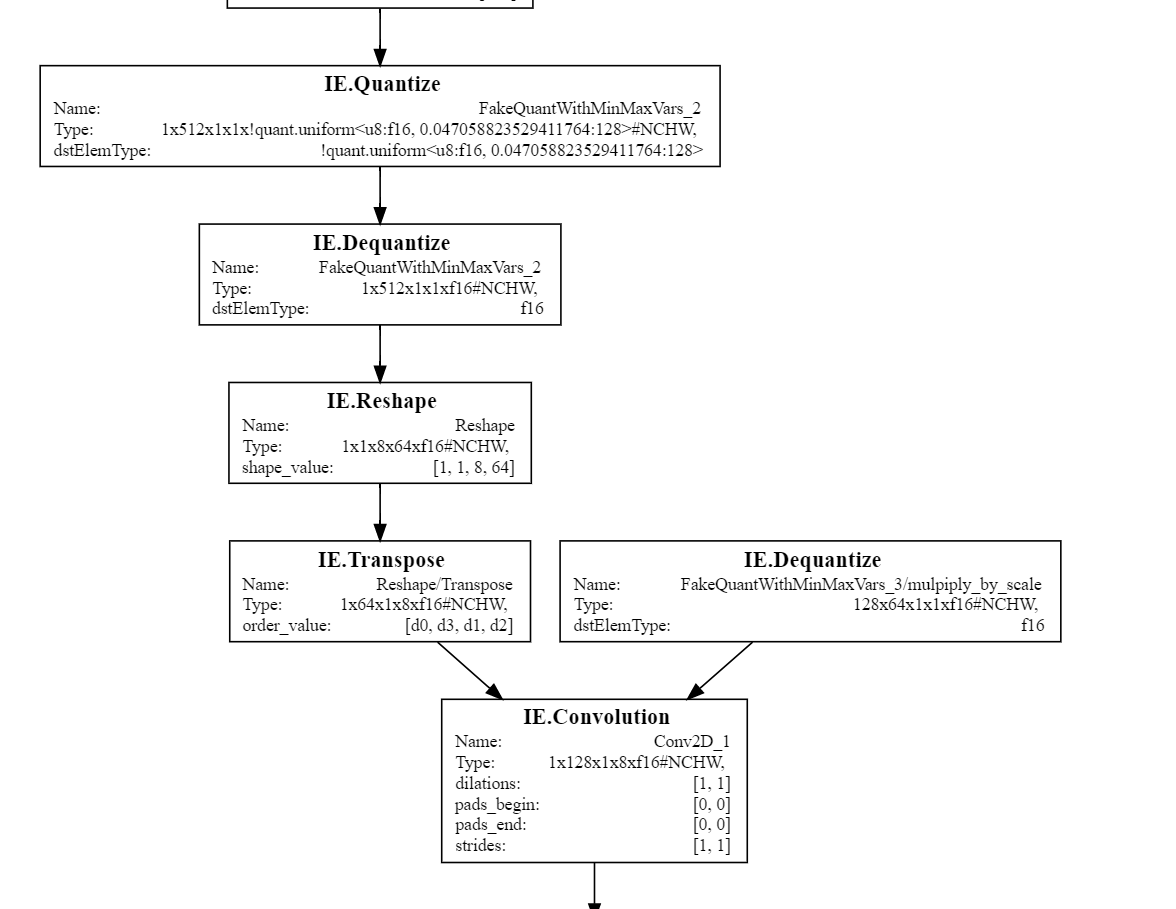 IE.Quantize
Name: FakeQuantWithMinMaxVars_2
Type: 1x512x1x1x!quant.uniform<u8:f16, 0.047058823529411764:128>#NCHW,
dstElemType: !quant.uniform<u8:f16, 0.047058823529411764:128>
IE.Dequantize
Name: FakeQuantWithMinMaxVars_2
Type: 1x512x1x1xf16#NCHW,
dstElemType: f16
IE.Reshape
Name: Reshape
Type: 1x1x8x64xf16#NCHW,
shape_value: [1, 1, 8, 64]
IE.Transpose
Name: Reshape/Transpose
Type: 1x64x1x8xf16#NCHW,
order_value: [d0, d3, d1, d2]
IE.Dequantize
Name: FakeQuantWithMinMaxVars_3/mulpiply_by_scale
Type: 128x64x1x1xf16#NCHW,
dstElemType: f16
IE.Convolution
Name: Conv2D_1
Type: 1x128x1x8xf16#NCHW,
dilations: [1, 1]
pads_begin: [0, 0]
pads_end: [0, 0]
strides: [1, 1]